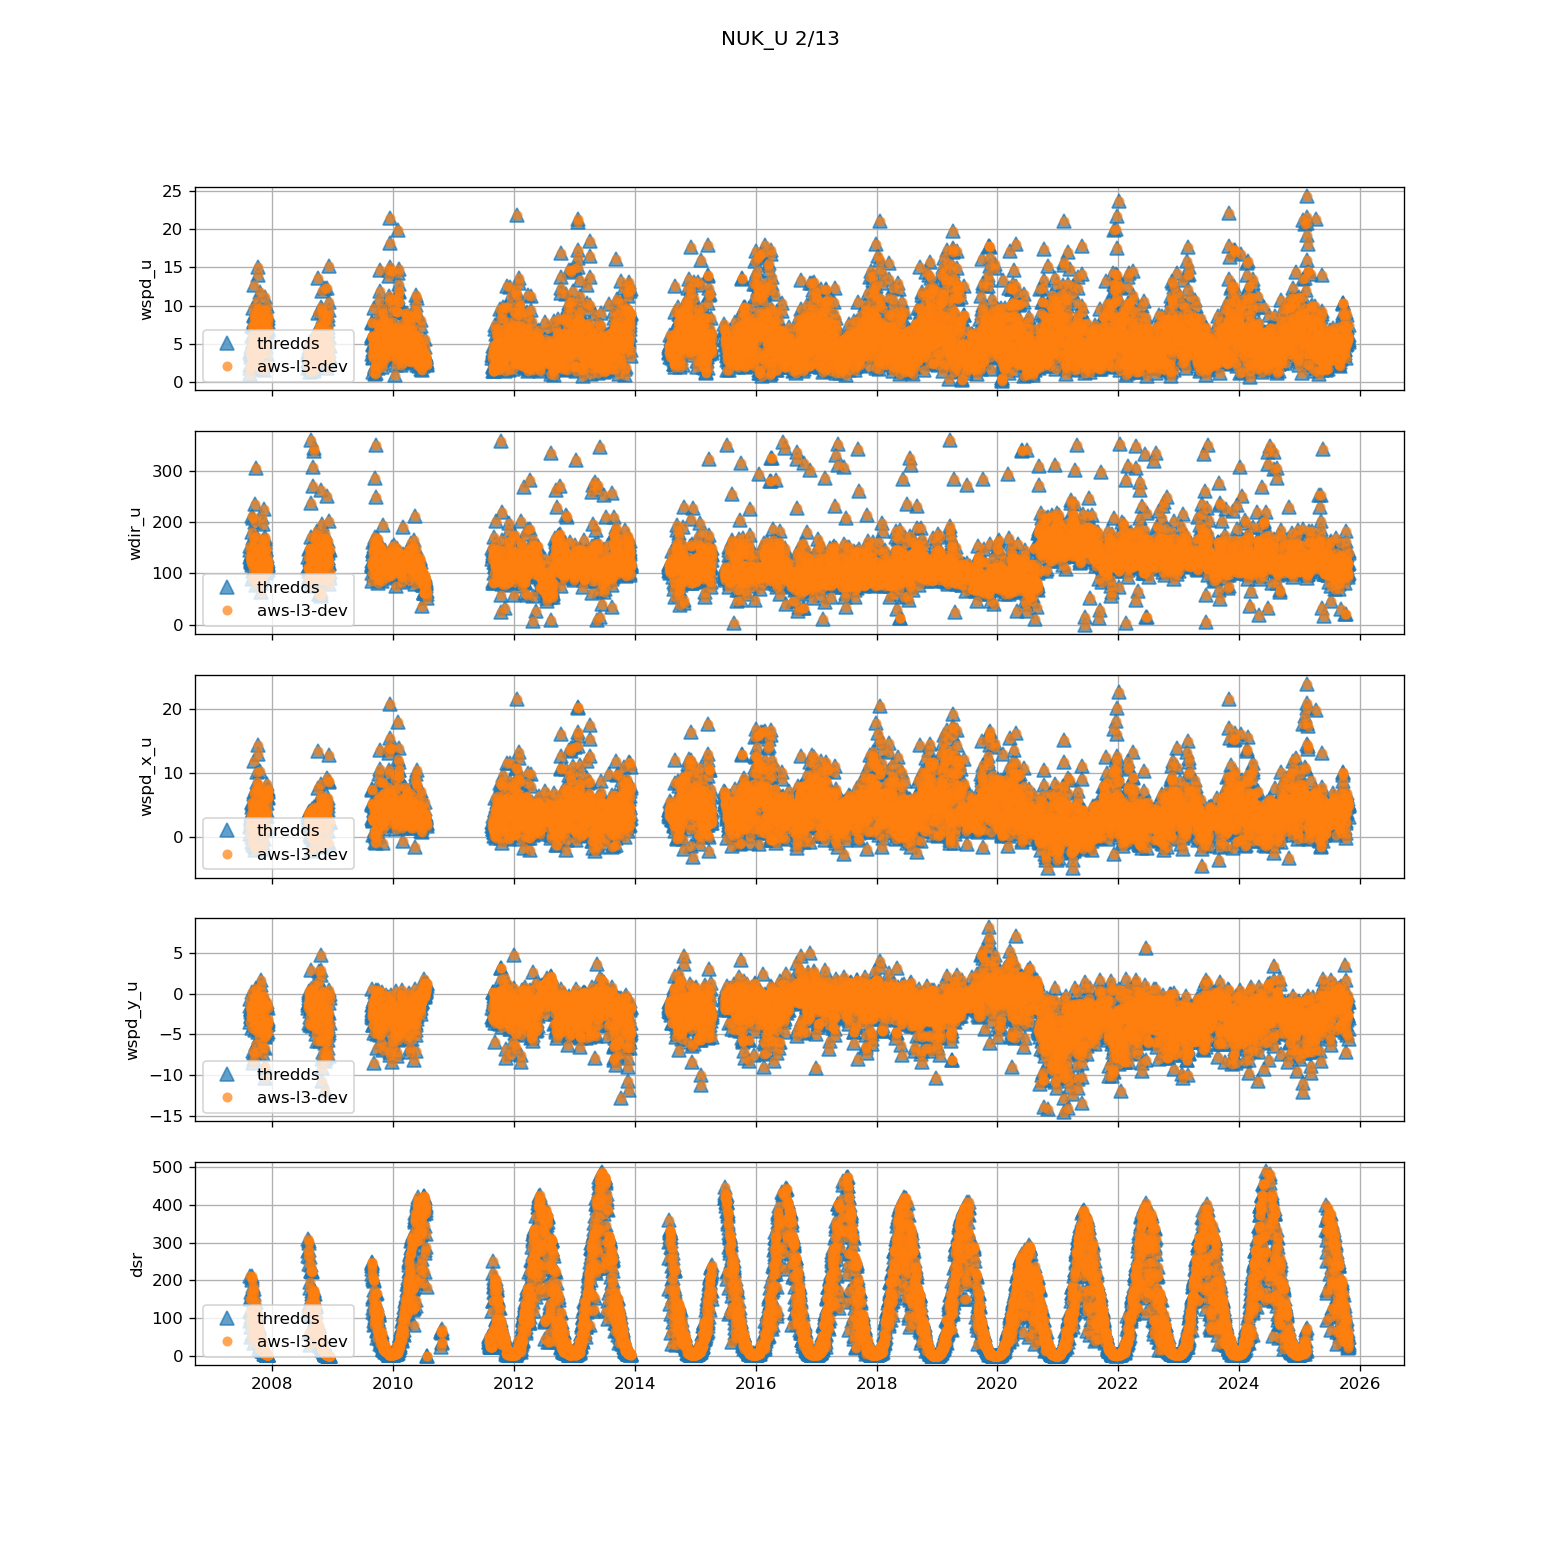 NUK_U 2/13
25
20
15
10
5
0
wspd_u
thredds
aws-l3-dev
300
200
100
0
wdir_u
thredds
aws-l3-dev
20
10
0
wspd_x_u
thredds
aws-l3-dev
5
0
−5
−10
−15
wspd_y_u
thredds
aws-l3-dev
500
400
300
200
100
0
dsr
thredds
aws-l3-dev
2008 2010 2012 2014 2016 2018 2020 2022 2024 2026